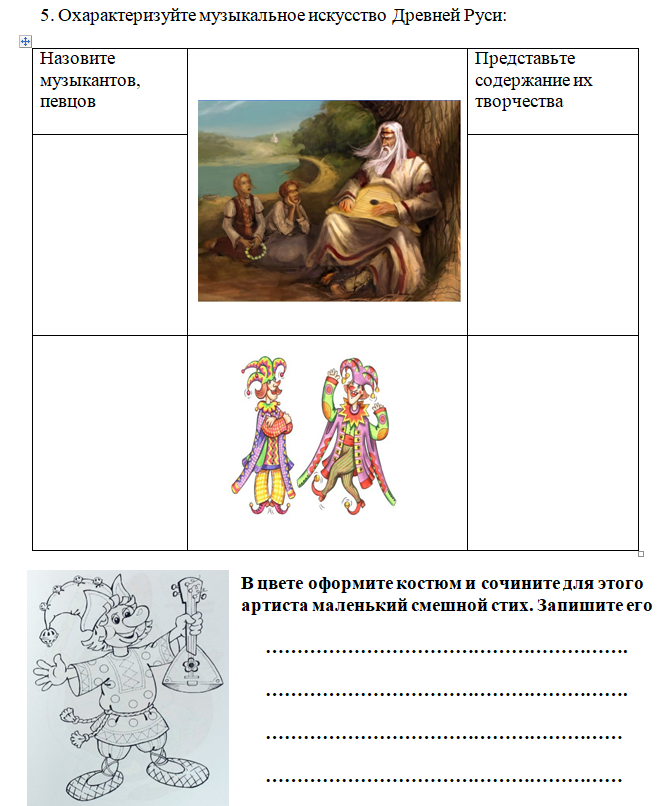 5. Охарактеризуйте музыкальное искусство Древней Руси:
Назовите
музыкантов,
певцов
Представьте
содержание их
творчества
В цвете оформите костюм и сочините для этого
артиста маленький смешной стих. Запишите его
………………………………………………….
………………………………………………….
…………………………………………………
…………………………………………………